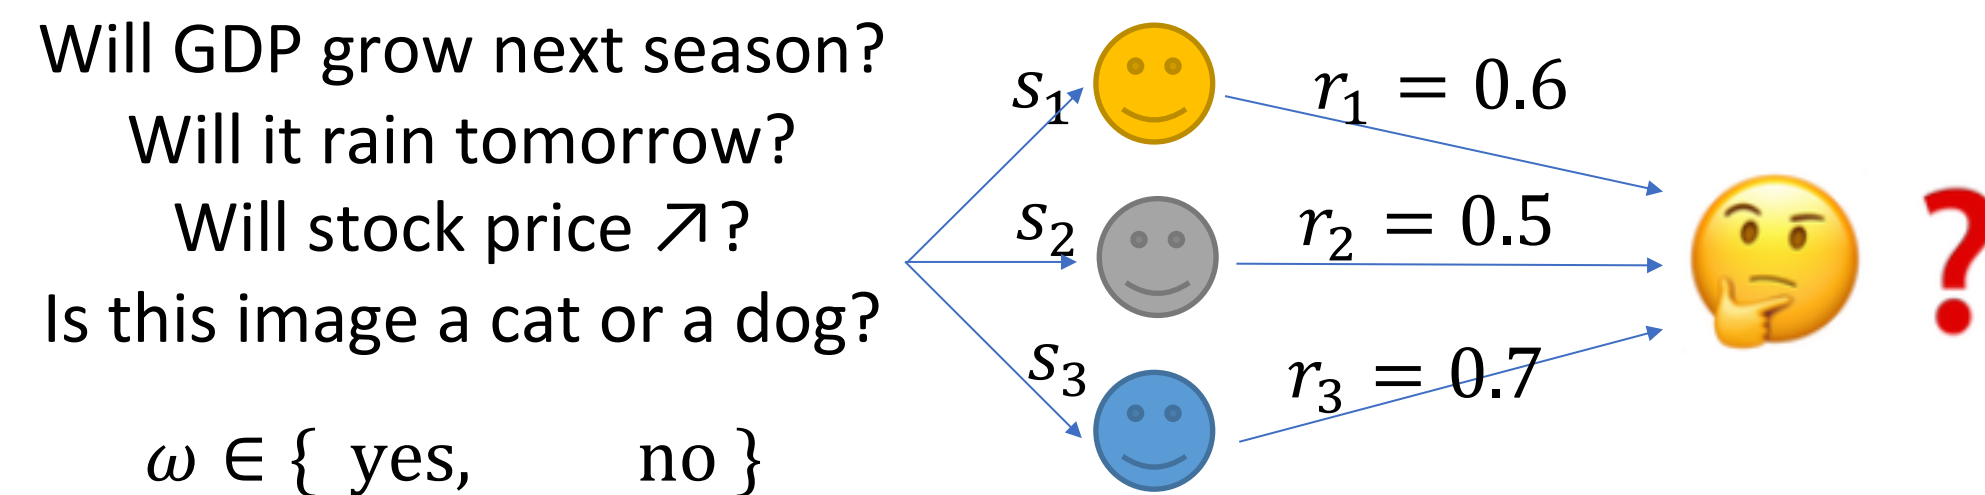 Will GDP grow next season?
Will it rain tomorrow?
Will stock price ↗?
Is this image a cat or a dog?
ω ∈ { yes, no }
s₁
r₁ = 0.6
s₂
r₂ = 0.5
s₃
r₃ = 0.7
❓